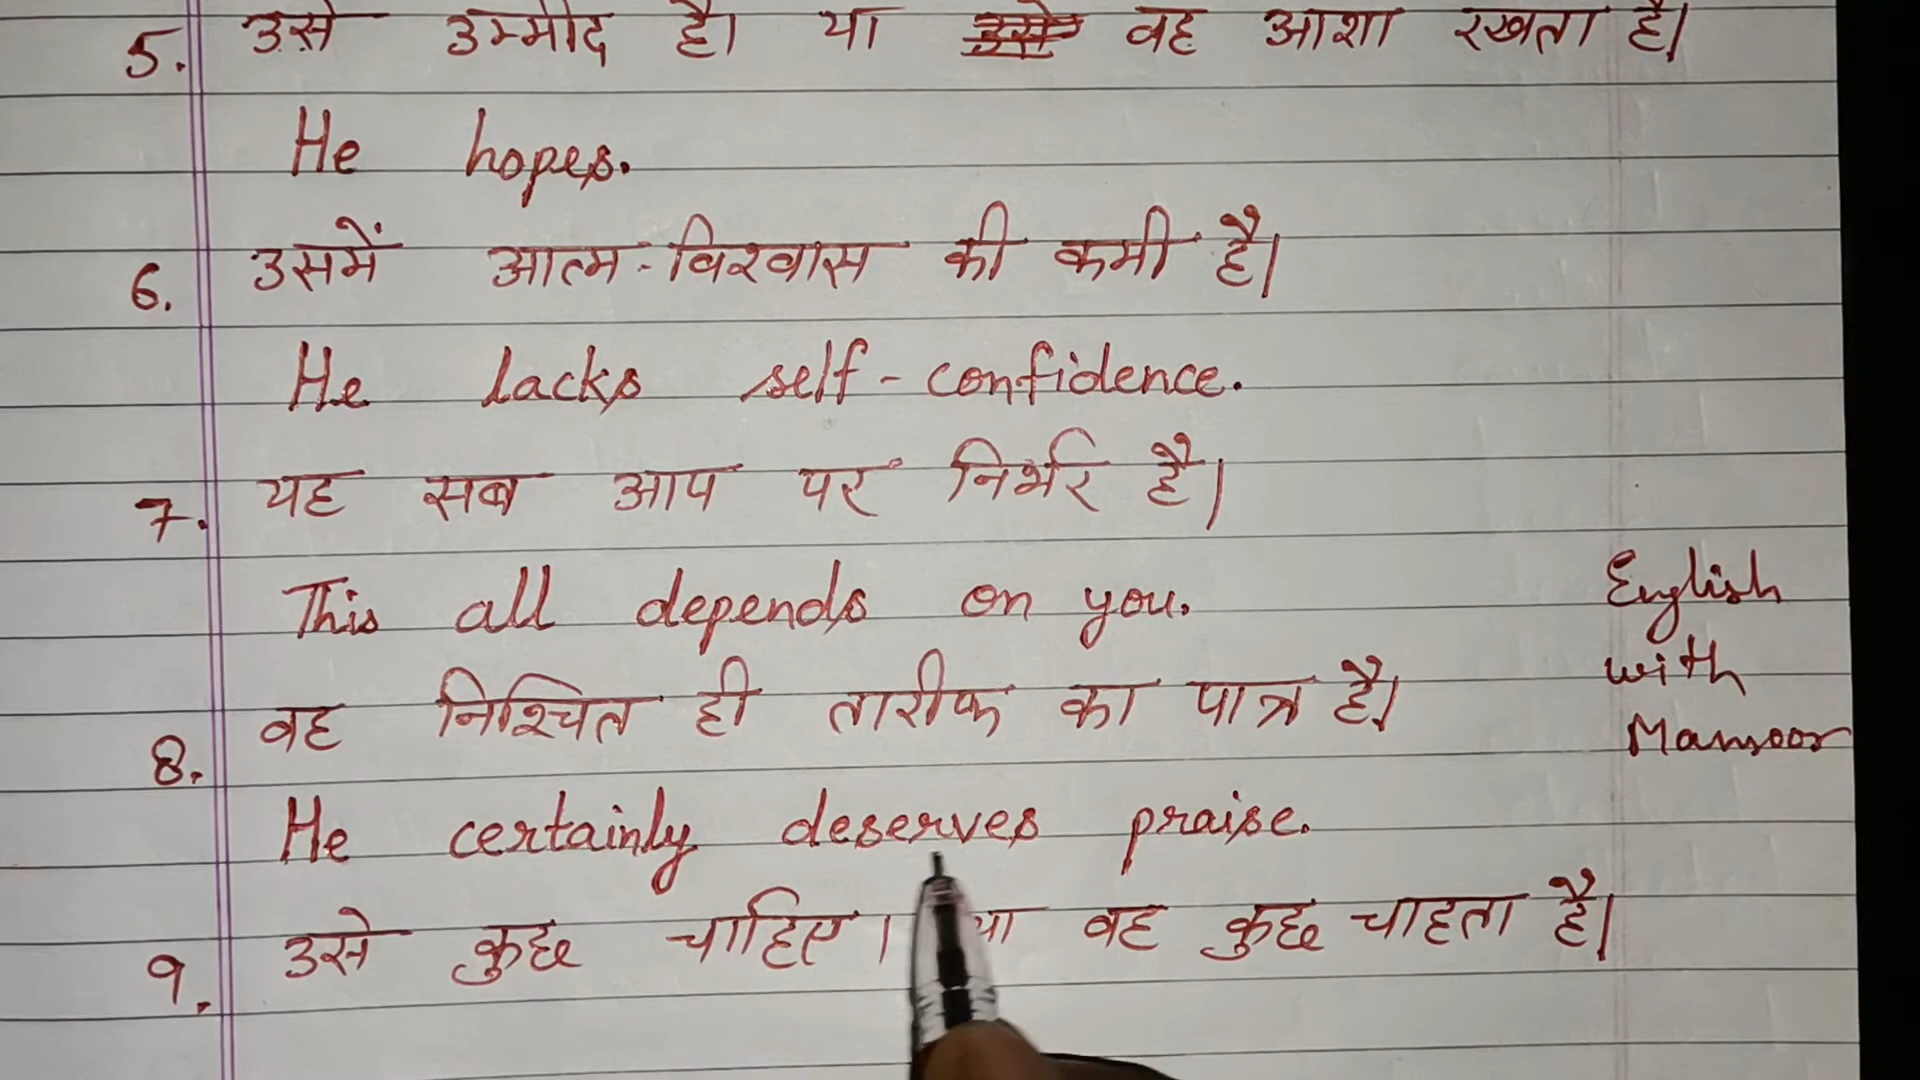 5. उसे उम्मीद है। या वह आशा रखता है।
He hopes.
6. उसमें आत्म-विश्वास की कमी है।
He lacks self-confidence.
7. यह सब आप पर निर्भर है।
This all depends on you.
8. वह निश्चित ही तारीफ का पात्र है।
He certainly deserves praise.
9. उसे कुछ चाहिए। या वह कुछ चाहता है।
English
with
Mansoor